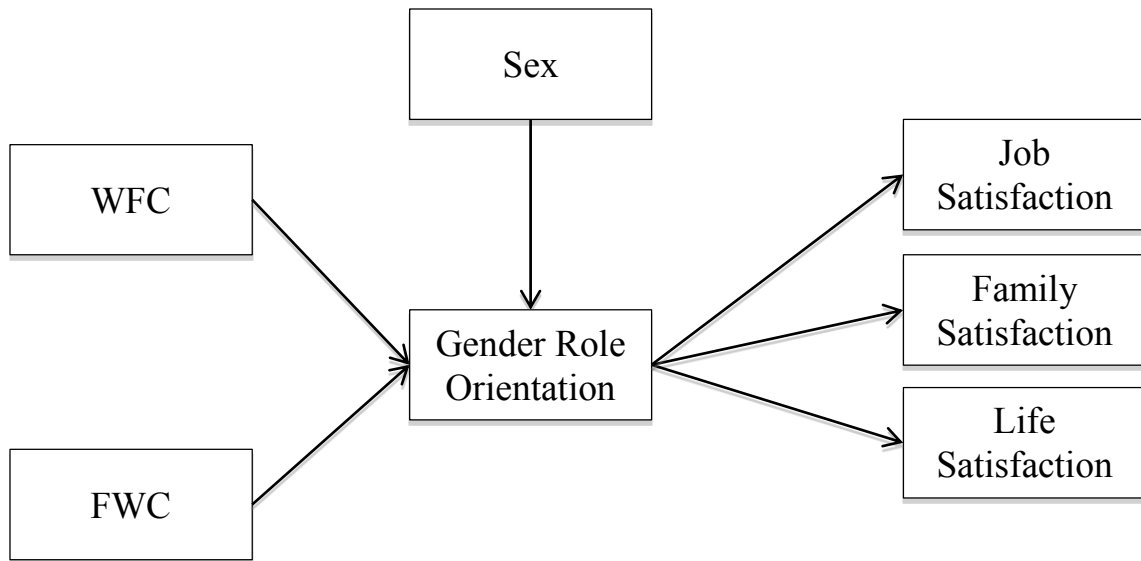 Sex
WFC
FWC
Gender Role
Orientation
Job
Satisfaction
Family
Satisfaction
Life
Satisfaction